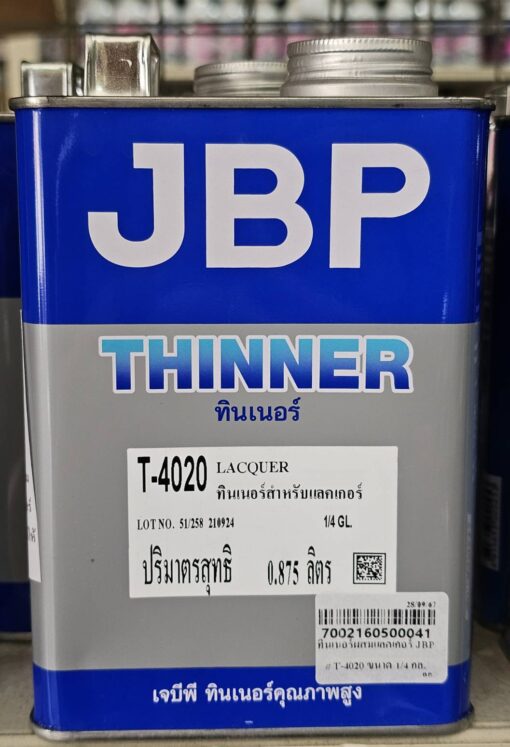 JBP
THINNER
ทินเนอร์
T-4020 LACQUER
ทินเนอร์สำหรับแลคเกอร์
LOT NO. 51/258 210924 1/4 GL.
ปริมาตรสุทธิ 0.875 ลิตร
28/09/67
7002160500041
ทินเนอร์ผสมแลคเกอร์ JBP
# T-4020 ขนาด 1/4 กล.
เจบีพี ทินเนอร์คุณภาพสูง